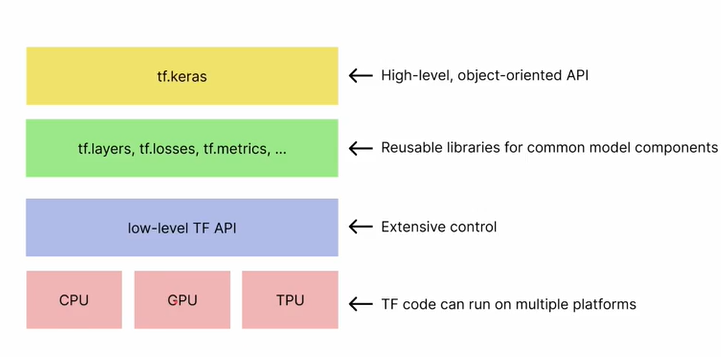 tf.keras
High-level, object-oriented API
tf.layers, tf.losses, tf.metrics, ...
Reusable libraries for common model components
low-level TF API
Extensive control
CPU
GPU
TPU
TF code can run on multiple platforms